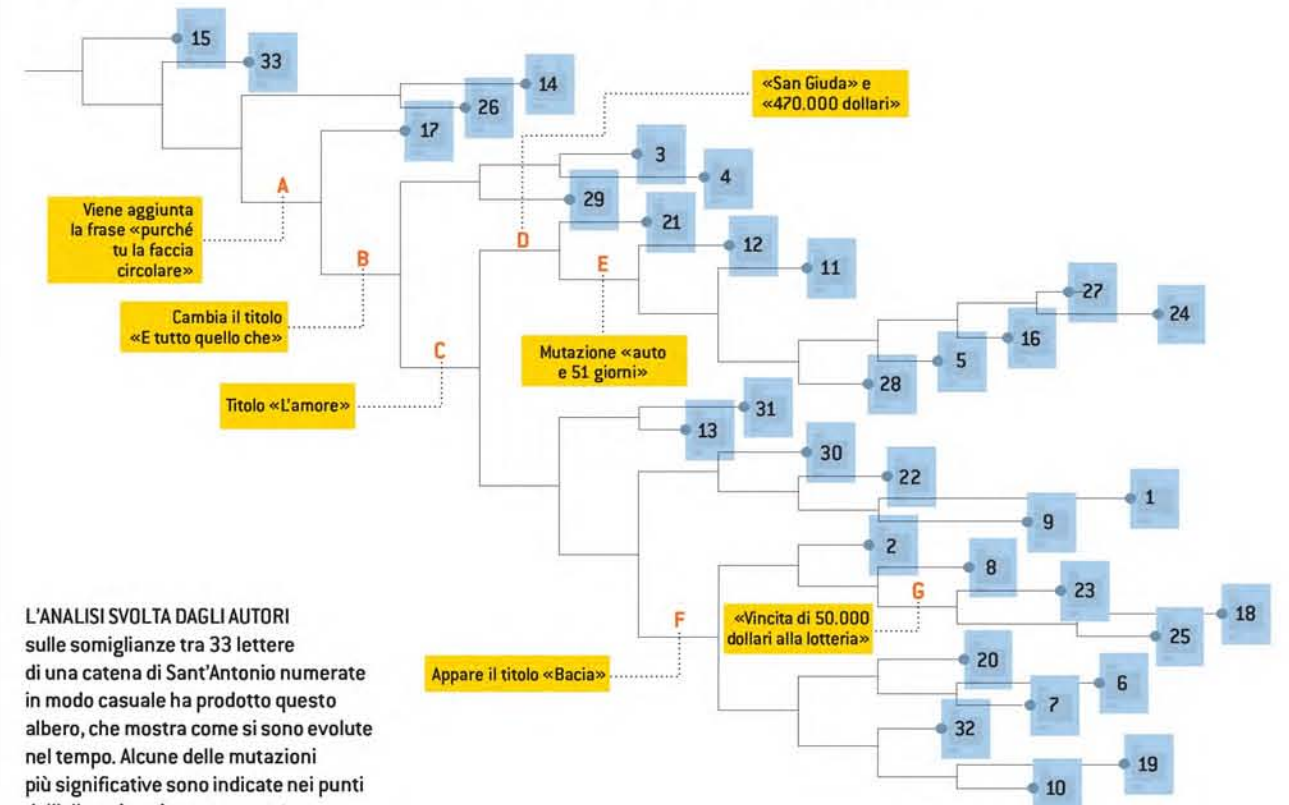 15
33
14
26
17
«San Giuda» e
«470.000 dollari»
3
4
29
21
12
11
A
Viene aggiunta
la frase «purché
tu la faccia
circolare»
B
Cambia il titolo
«E tutto quello che»
C
Titolo «L'amore»
D
E
Mutazione «auto
e 51 giorni»
27
24
16
5
28
31
13
30
22
1
9
2
8
G
23
18
25
«Vincita di 50.000
dollari alla lotteria»
F
Appare il titolo «Bacia»
20
6
7
32
19
10
L'ANALISI SVOLTA DAGLI AUTORI
sulle somiglianze tra 33 lettere
di una catena di Sant'Antonio numerate
in modo casuale ha prodotto questo
albero, che mostra come si sono evolute
nel tempo. Alcune delle mutazioni
più significative sono indicate nei punti